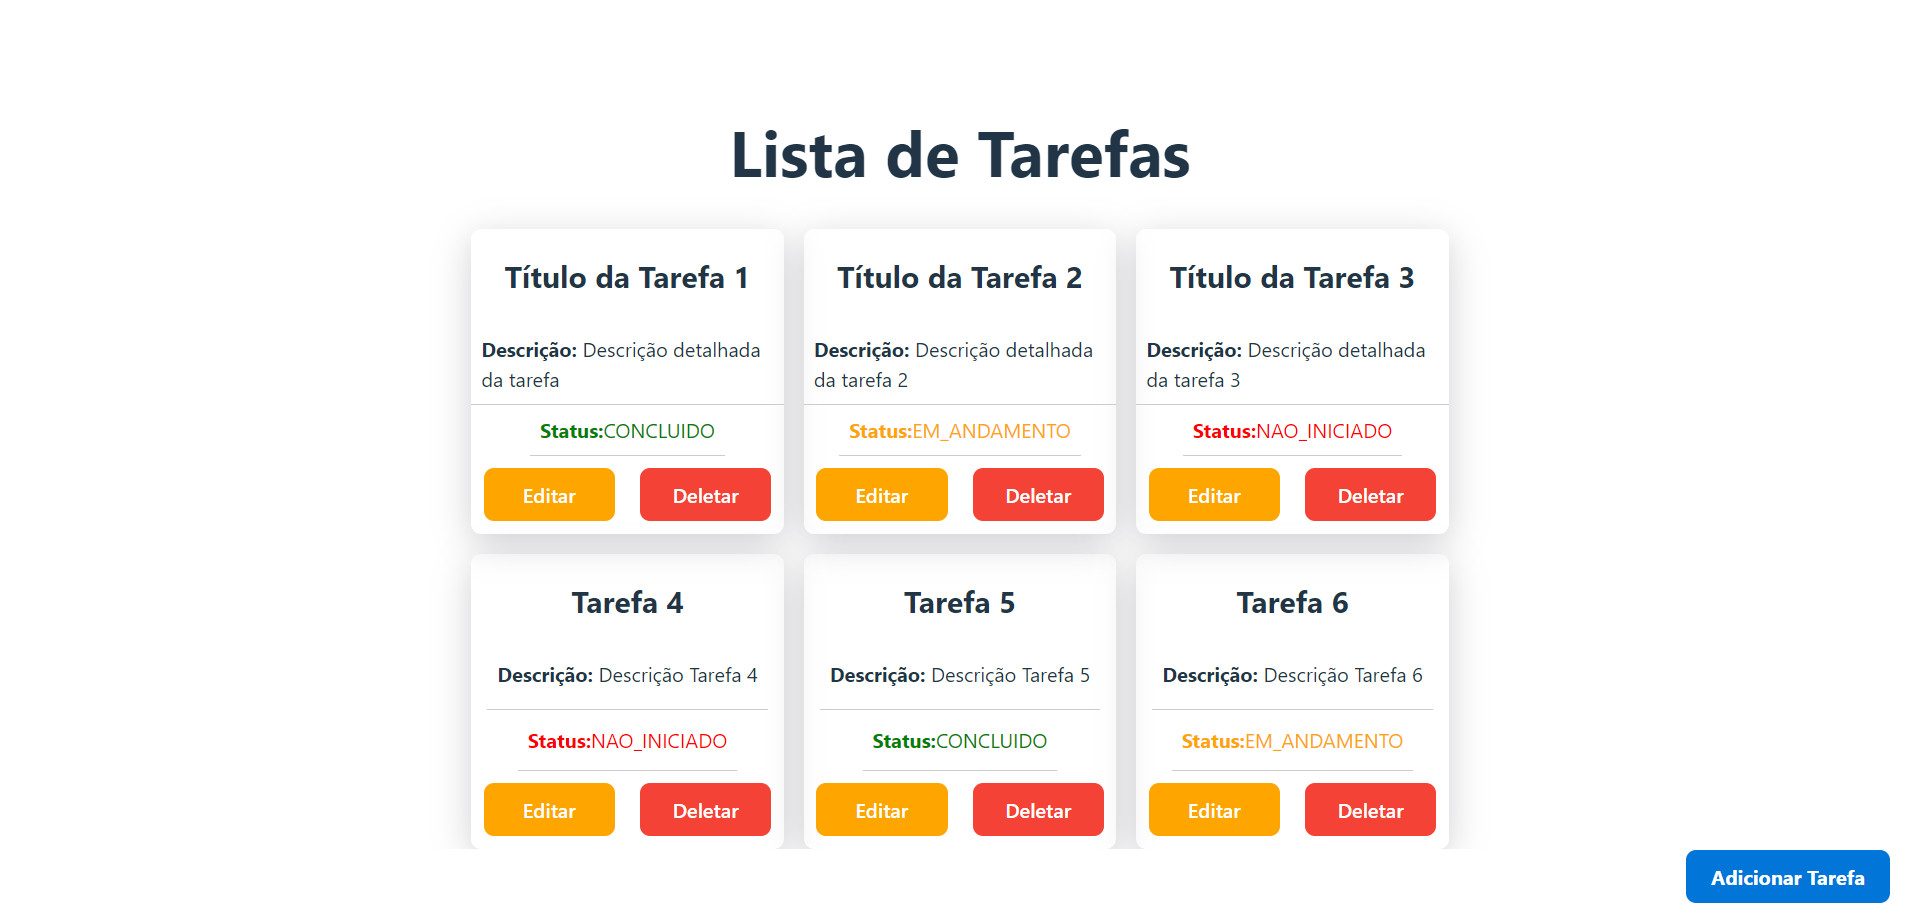 Lista de Tarefas
Título da Tarefa 1
Descrição: Descrição detalhada
da tarefa
Status:CONCLUIDO
Editar
Deletar
Título da Tarefa 2
Descrição: Descrição detalhada
da tarefa 2
Status:EM_ANDAMENTO
Editar
Deletar
Título da Tarefa 3
Descrição: Descrição detalhada
da tarefa 3
Status:NAO_INICIADO
Editar
Deletar
Tarefa 4
Descrição: Descrição Tarefa 4
Status:NAO_INICIADO
Editar
Deletar
Tarefa 5
Descrição: Descrição Tarefa 5
Status:CONCLUIDO
Editar
Deletar
Tarefa 6
Descrição: Descrição Tarefa 6
Status:EM_ANDAMENTO
Editar
Deletar
Adicionar Tarefa